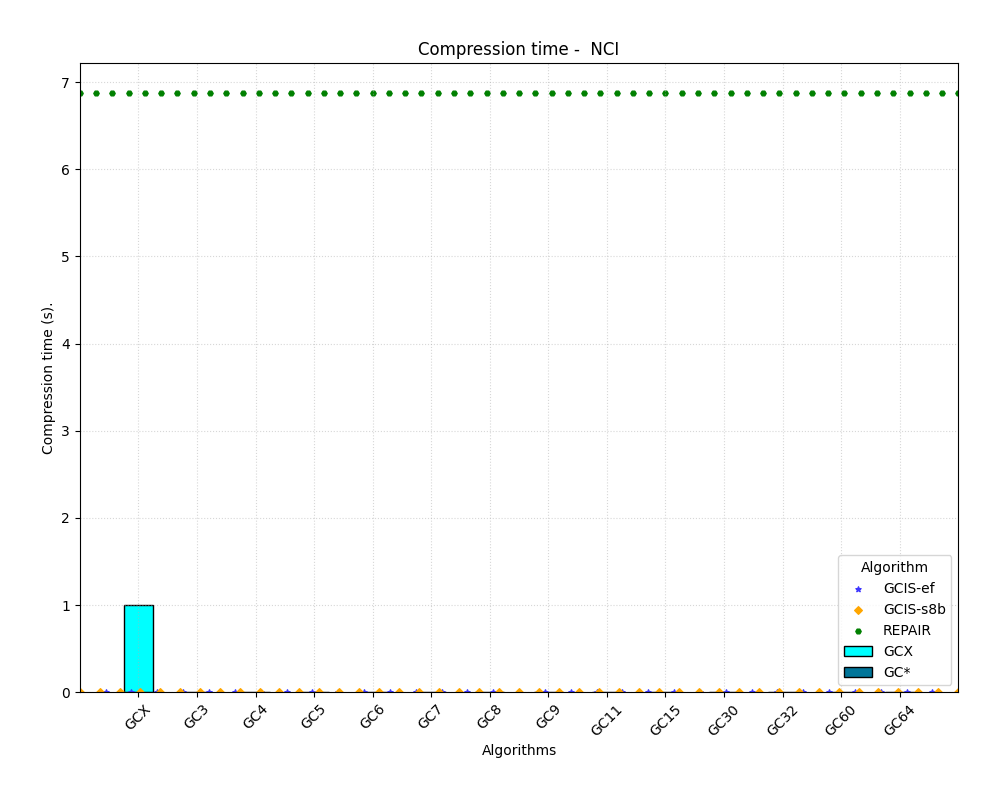 Compression time -  NCI
7
6
5
4
3
2
1
0
Compression time (s).
GCX
GC3
GC4
GC5
GC6
GC7
GC8
GC9
GC11
GC15
GC30
GC32
GC60
GC64
Algorithms
Algorithm
GCIS-ef
GCIS-s8b
REPAIR
GCX
GC*